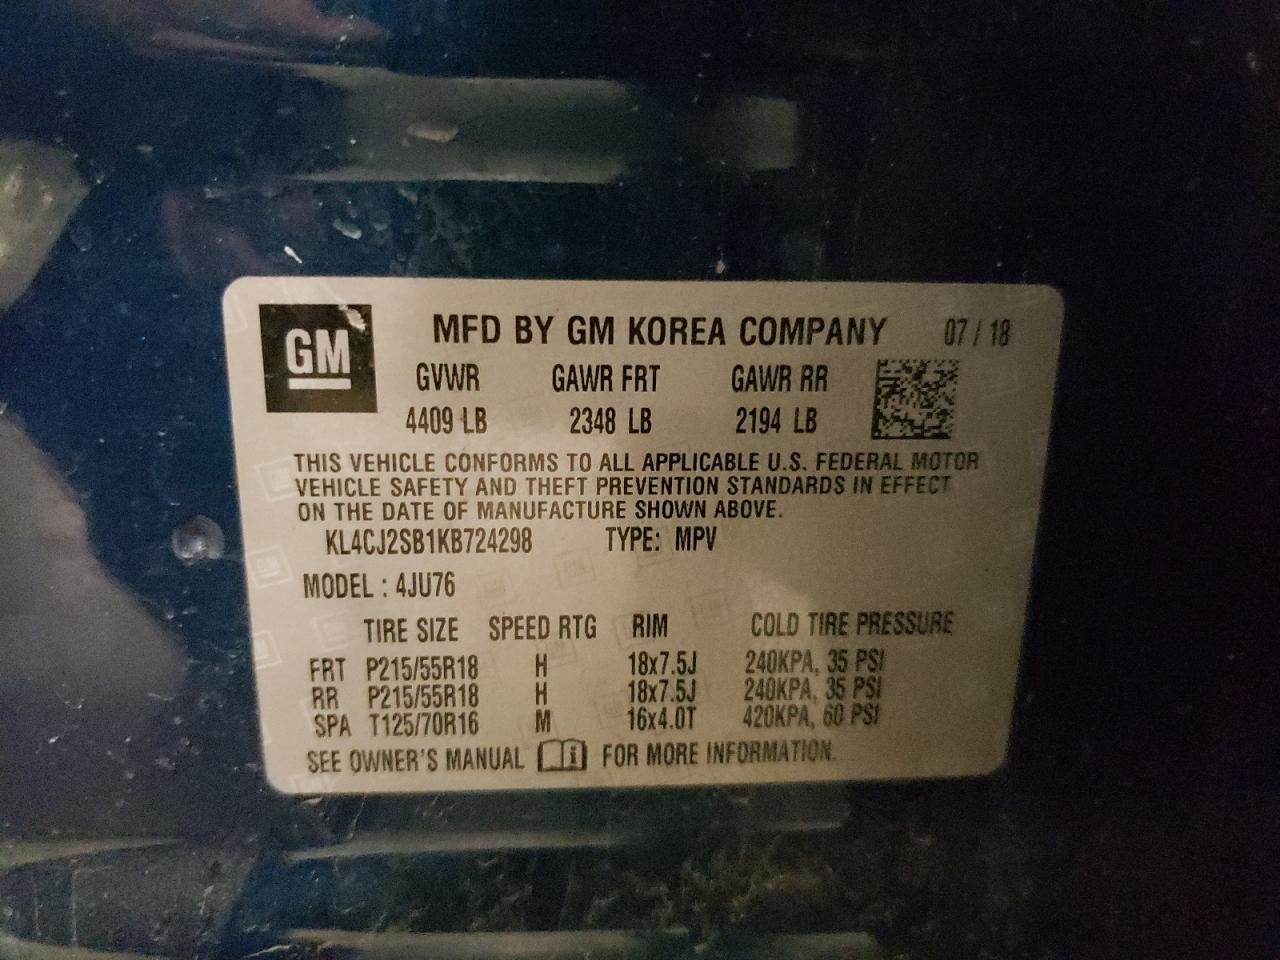 GM
MFD BY GM KOREA COMPANY 07 / 18
GVWR GAWR FRT GAWR RR
4409 LB 2348 LB 2194 LB
THIS VEHICLE CONFORMS TO ALL APPLICABLE U.S. FEDERAL MOTOR
VEHICLE SAFETY AND THEFT PREVENTION STANDARDS IN EFFECT
ON THE DATE OF MANUFACTURE SHOWN ABOVE.
KL4CJ2SB1KB724298 TYPE: MPV
MODEL : 4JU76
TIRE SIZE SPEED RTG RIM COLD TIRE PRESSURE
FRT P215/55R18 H 18x7.5J 240KPA, 35 PSI
RR P215/55R18 H 18x7.5J 240KPA, 35 PSI
SPA T125/70R16 M 16x4.0T 420KPA, 60 PSI
SEE OWNER'S MANUAL FOR MORE INFORMATION.